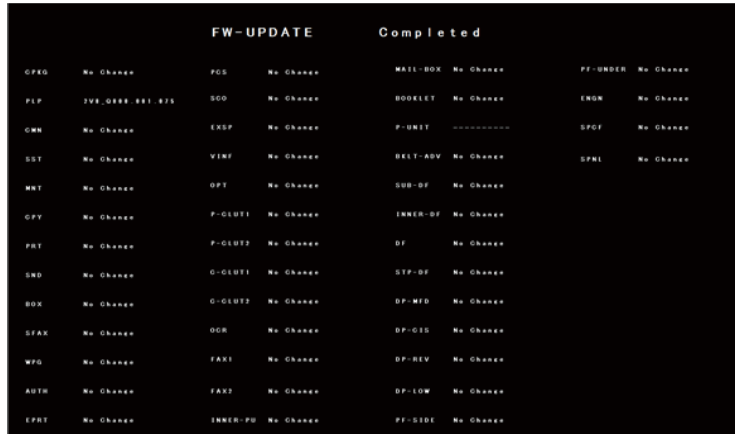 FW-UPDATE Completed
CPKG No Change PCS No Change MAIL-BOX No Change PF-UNDER No Change
PLP 2V8_Q000.001.075 SCO No Change BOOKLET No Change ENGN No Change
CMN No Change EXSP No Change P-UNIT ---------- SPCF No Change
SST No Change VINF No Change BKLT-ADV No Change SPNL No Change
MNT No Change OPT No Change SUB-DF No Change
CPY No Change P-CLUT1 No Change INNER-DF No Change
PRT No Change P-CLUT2 No Change DF No Change
SND No Change C-CLUT1 No Change STP-DF No Change
BOX No Change C-CLUT2 No Change DP-MFD No Change
SFAX No Change OCR No Change DP-CIS No Change
WPG No Change FAX1 No Change DP-REV No Change
AUTH No Change FAX2 No Change DP-LOW No Change
EPRT No Change INNER-PU No Change PF-SIDE No Change